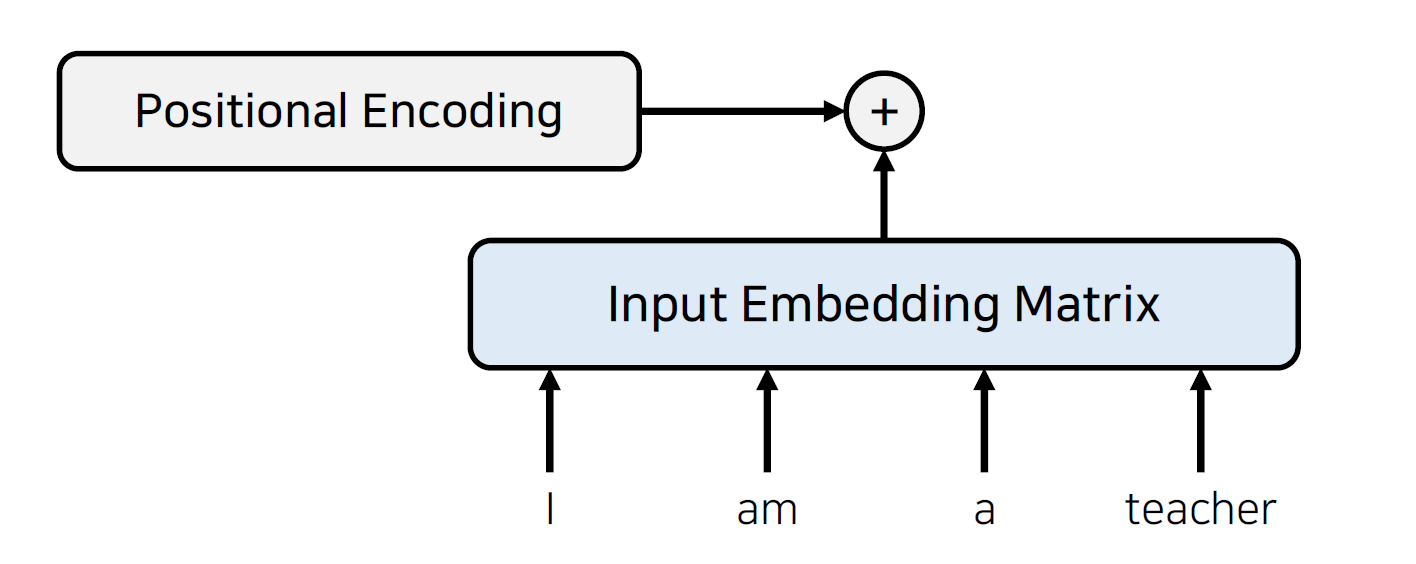 Positional Encoding
+
Input Embedding Matrix
I am a teacher